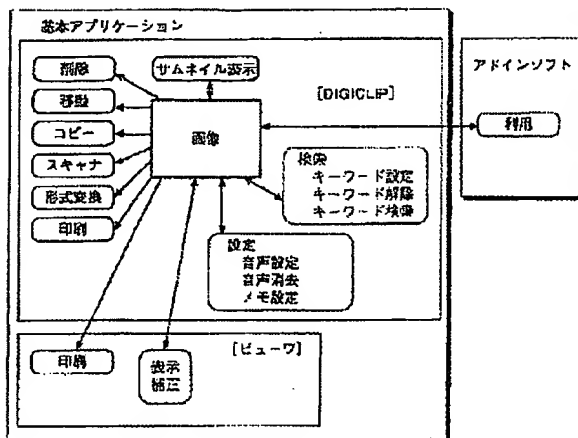 基本アプリケーション
削除
移動
コピー
スキャナ
形式変換
印刷
サムネイル表示
[DIGICLIP]
画像
検索
キーワード設定
キーワード解除
キーワード検索
設定
音声設定
音声消去
メモ設定
アドインソフト
利用
[ビューワ]
印刷
表示
補正